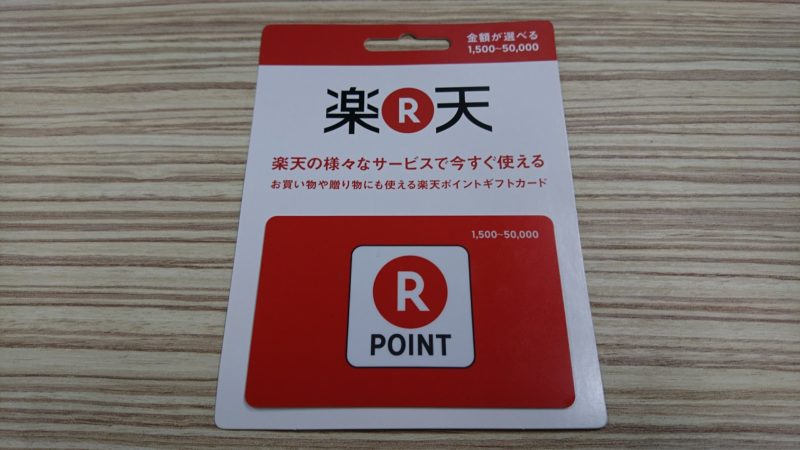 金額が選べる
1,500~50,000
楽R天
楽天の様々なサービスで今すぐ使える
お買い物や贈り物にも使える楽天ポイントギフトカード
1,500~50,000
R
POINT